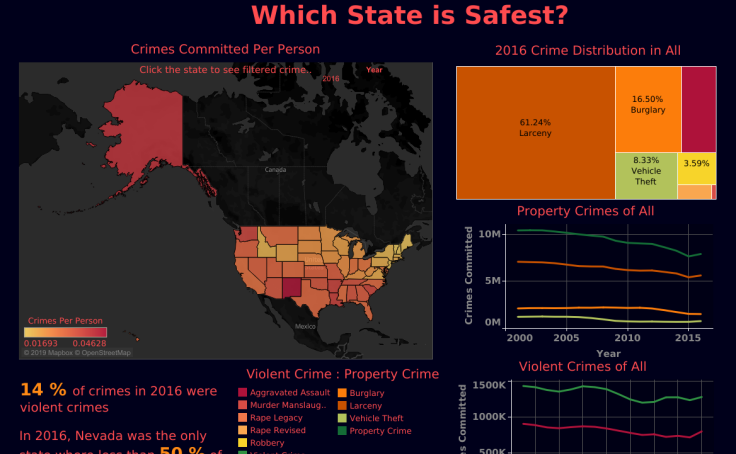 Which State is Safest?
Crimes Committed Per Person
Click the state to see filtered crime..
Year
2016
Canada
Mexico
Crimes Per Person
0.01693 0.04628
© 2019 Mapbox © OpenStreetMap
2016 Crime Distribution in All
61.24%
Larceny
16.50%
Burglary
8.33%
Vehicle
Theft
3.59%
Property Crimes of All
Crimes Committed
10M
5M
0M
2000 2005 2010 2015
Year
14 % of crimes in 2016 were
violent crimes
In 2016, Nevada was the only
state where less than 50 % of
Violent Crime : Property Crime
Aggravated Assault
Murder Manslaug..
Rape Legacy
Rape Revised
Robbery
Violent Crime
Burglary
Larceny
Vehicle Theft
Property Crime
Violent Crimes of All
1500K
1000K
500K